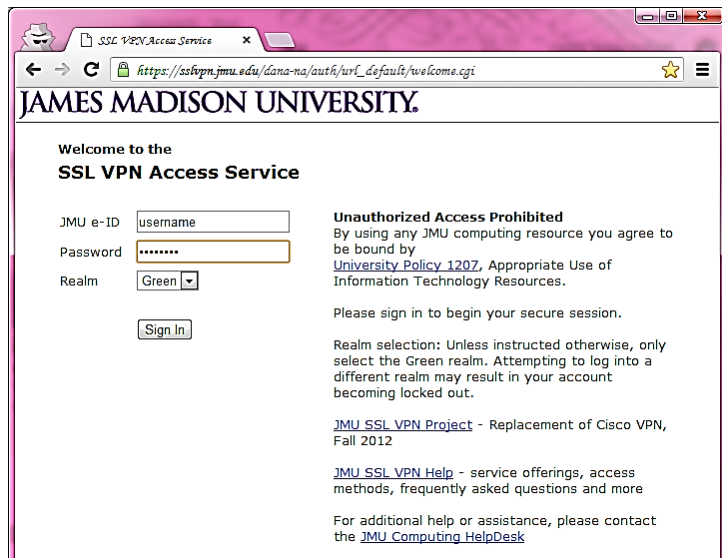 SSL VPN Access Service
https://sslvpn.jmu.edu/dana-na/auth/url_default/welcome.cgi
JAMES MADISON UNIVERSITY.
Welcome to the
SSL VPN Access Service
JMU e-ID username
Password ••••••••
Realm Green
Sign In
Unauthorized Access Prohibited
By using any JMU computing resource you agree to
be bound by
University Policy 1207, Appropriate Use of
Information Technology Resources.
Please sign in to begin your secure session.
Realm selection: Unless instructed otherwise, only
select the Green realm. Attempting to log into a
different realm may result in your account
becoming locked out.
JMU SSL VPN Project - Replacement of Cisco VPN,
Fall 2012
JMU SSL VPN Help - service offerings, access
methods, frequently asked questions and more
For additional help or assistance, please contact
the JMU Computing HelpDesk